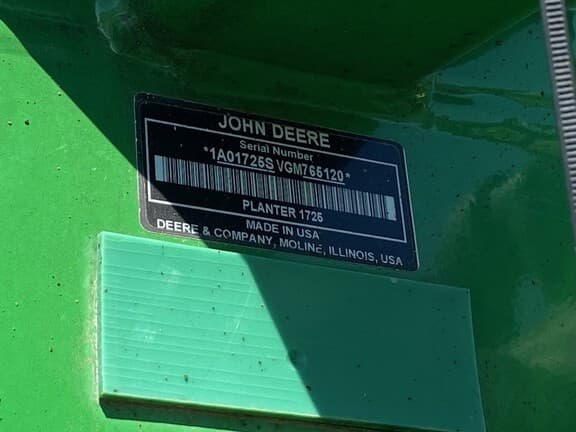 JOHN DEERE
Serial Number
*1A01725SVGM765120*
PLANTER 1725
MADE IN USA
DEERE & COMPANY, MOLINE, ILLINOIS, USA